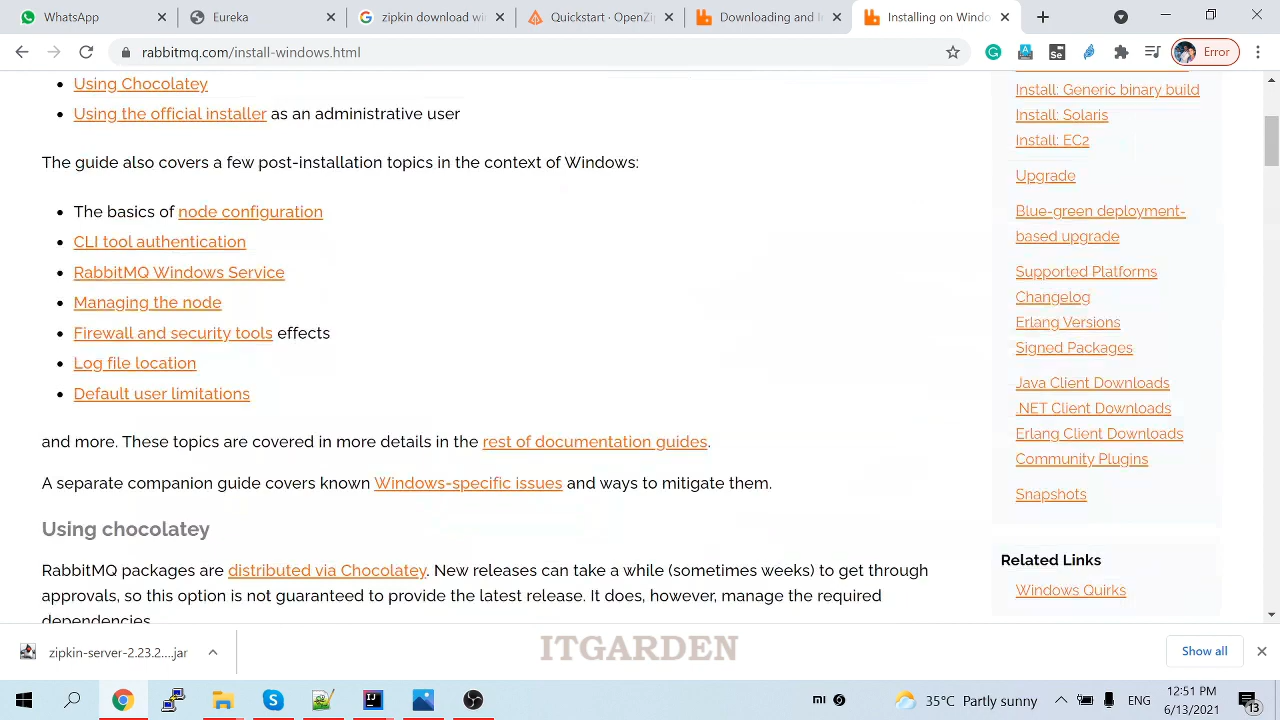 WhatsApp
Eureka
zipkin download wi
Quickstart · OpenZi
Downloading and I
Installing on Windo
rabbitmq.com/install-windows.html
Error
Using Chocolatey
Using the official installer as an administrative user
The guide also covers a few post-installation topics in the context of Windows:
The basics of node configuration
CLI tool authentication
RabbitMQ Windows Service
Managing the node
Firewall and security tools effects
Log file location
Default user limitations
and more. These topics are covered in more details in the rest of documentation guides.
A separate companion guide covers known Windows-specific issues and ways to mitigate them.
Using chocolatey
RabbitMQ packages are distributed via Chocolatey. New releases can take a while (sometimes weeks) to get through
approvals, so this option is not guaranteed to provide the latest release. It does, however, manage the required
dependencies.
Install: Generic binary build
Install: Solaris
Install: EC2
Upgrade
Blue-green deployment-
based upgrade
Supported Platforms
Changelog
Erlang Versions
Signed Packages
Java Client Downloads
.NET Client Downloads
Erlang Client Downloads
Community Plugins
Snapshots
Related Links
Windows Quirks
zipkin-server-2.23.2....jar
ITGARDEN
Show all
35°C Partly sunny
ENG
12:51 PM
6/13/2021
13